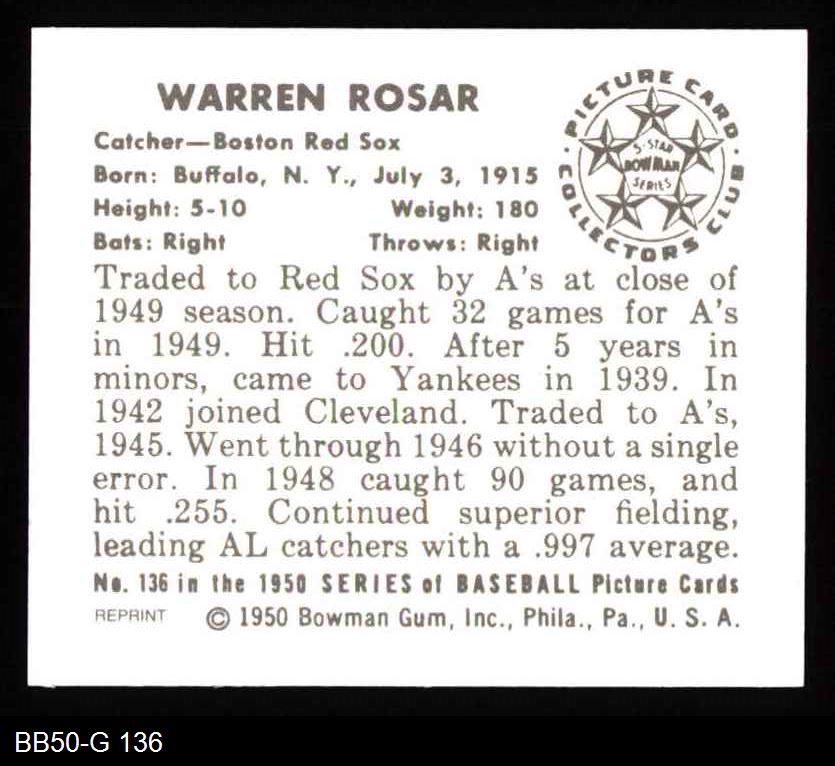 WARREN ROSAR
Catcher—Boston Red Sox
Born: Buffalo, N. Y., July 3, 1915
Height: 5-10 Weight: 180
Bats: Right Throws: Right
PICTURE CARD
COLLECTORS CLUB
5-STAR
BOWMAN
SERIES
Traded to Red Sox by A's at close of
1949 season. Caught 32 games for A's
in 1949. Hit .200. After 5 years in
minors, came to Yankees in 1939. In
1942 joined Cleveland. Traded to A's,
1945. Went through 1946 without a single
error. In 1948 caught 90 games, and
hit .255. Continued superior fielding,
leading AL catchers with a .997 average.
No. 136 in the 1950 SERIES of BASEBALL Picture Cards
REPRINT © 1950 Bowman Gum, Inc., Phila., Pa., U. S. A.
BB50-G 136